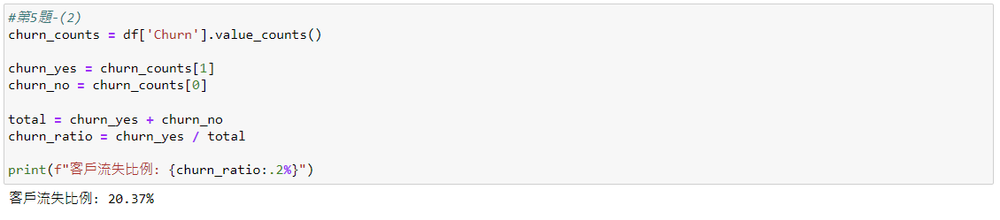 #第5題-(2)
churn_counts = df['Churn'].value_counts()
churn_yes = churn_counts[1]
churn_no = churn_counts[0]
total = churn_yes + churn_no
churn_ratio = churn_yes / total
print(f"客戶流失比例: {churn_ratio:.2%}")
客戶流失比例: 20.37%